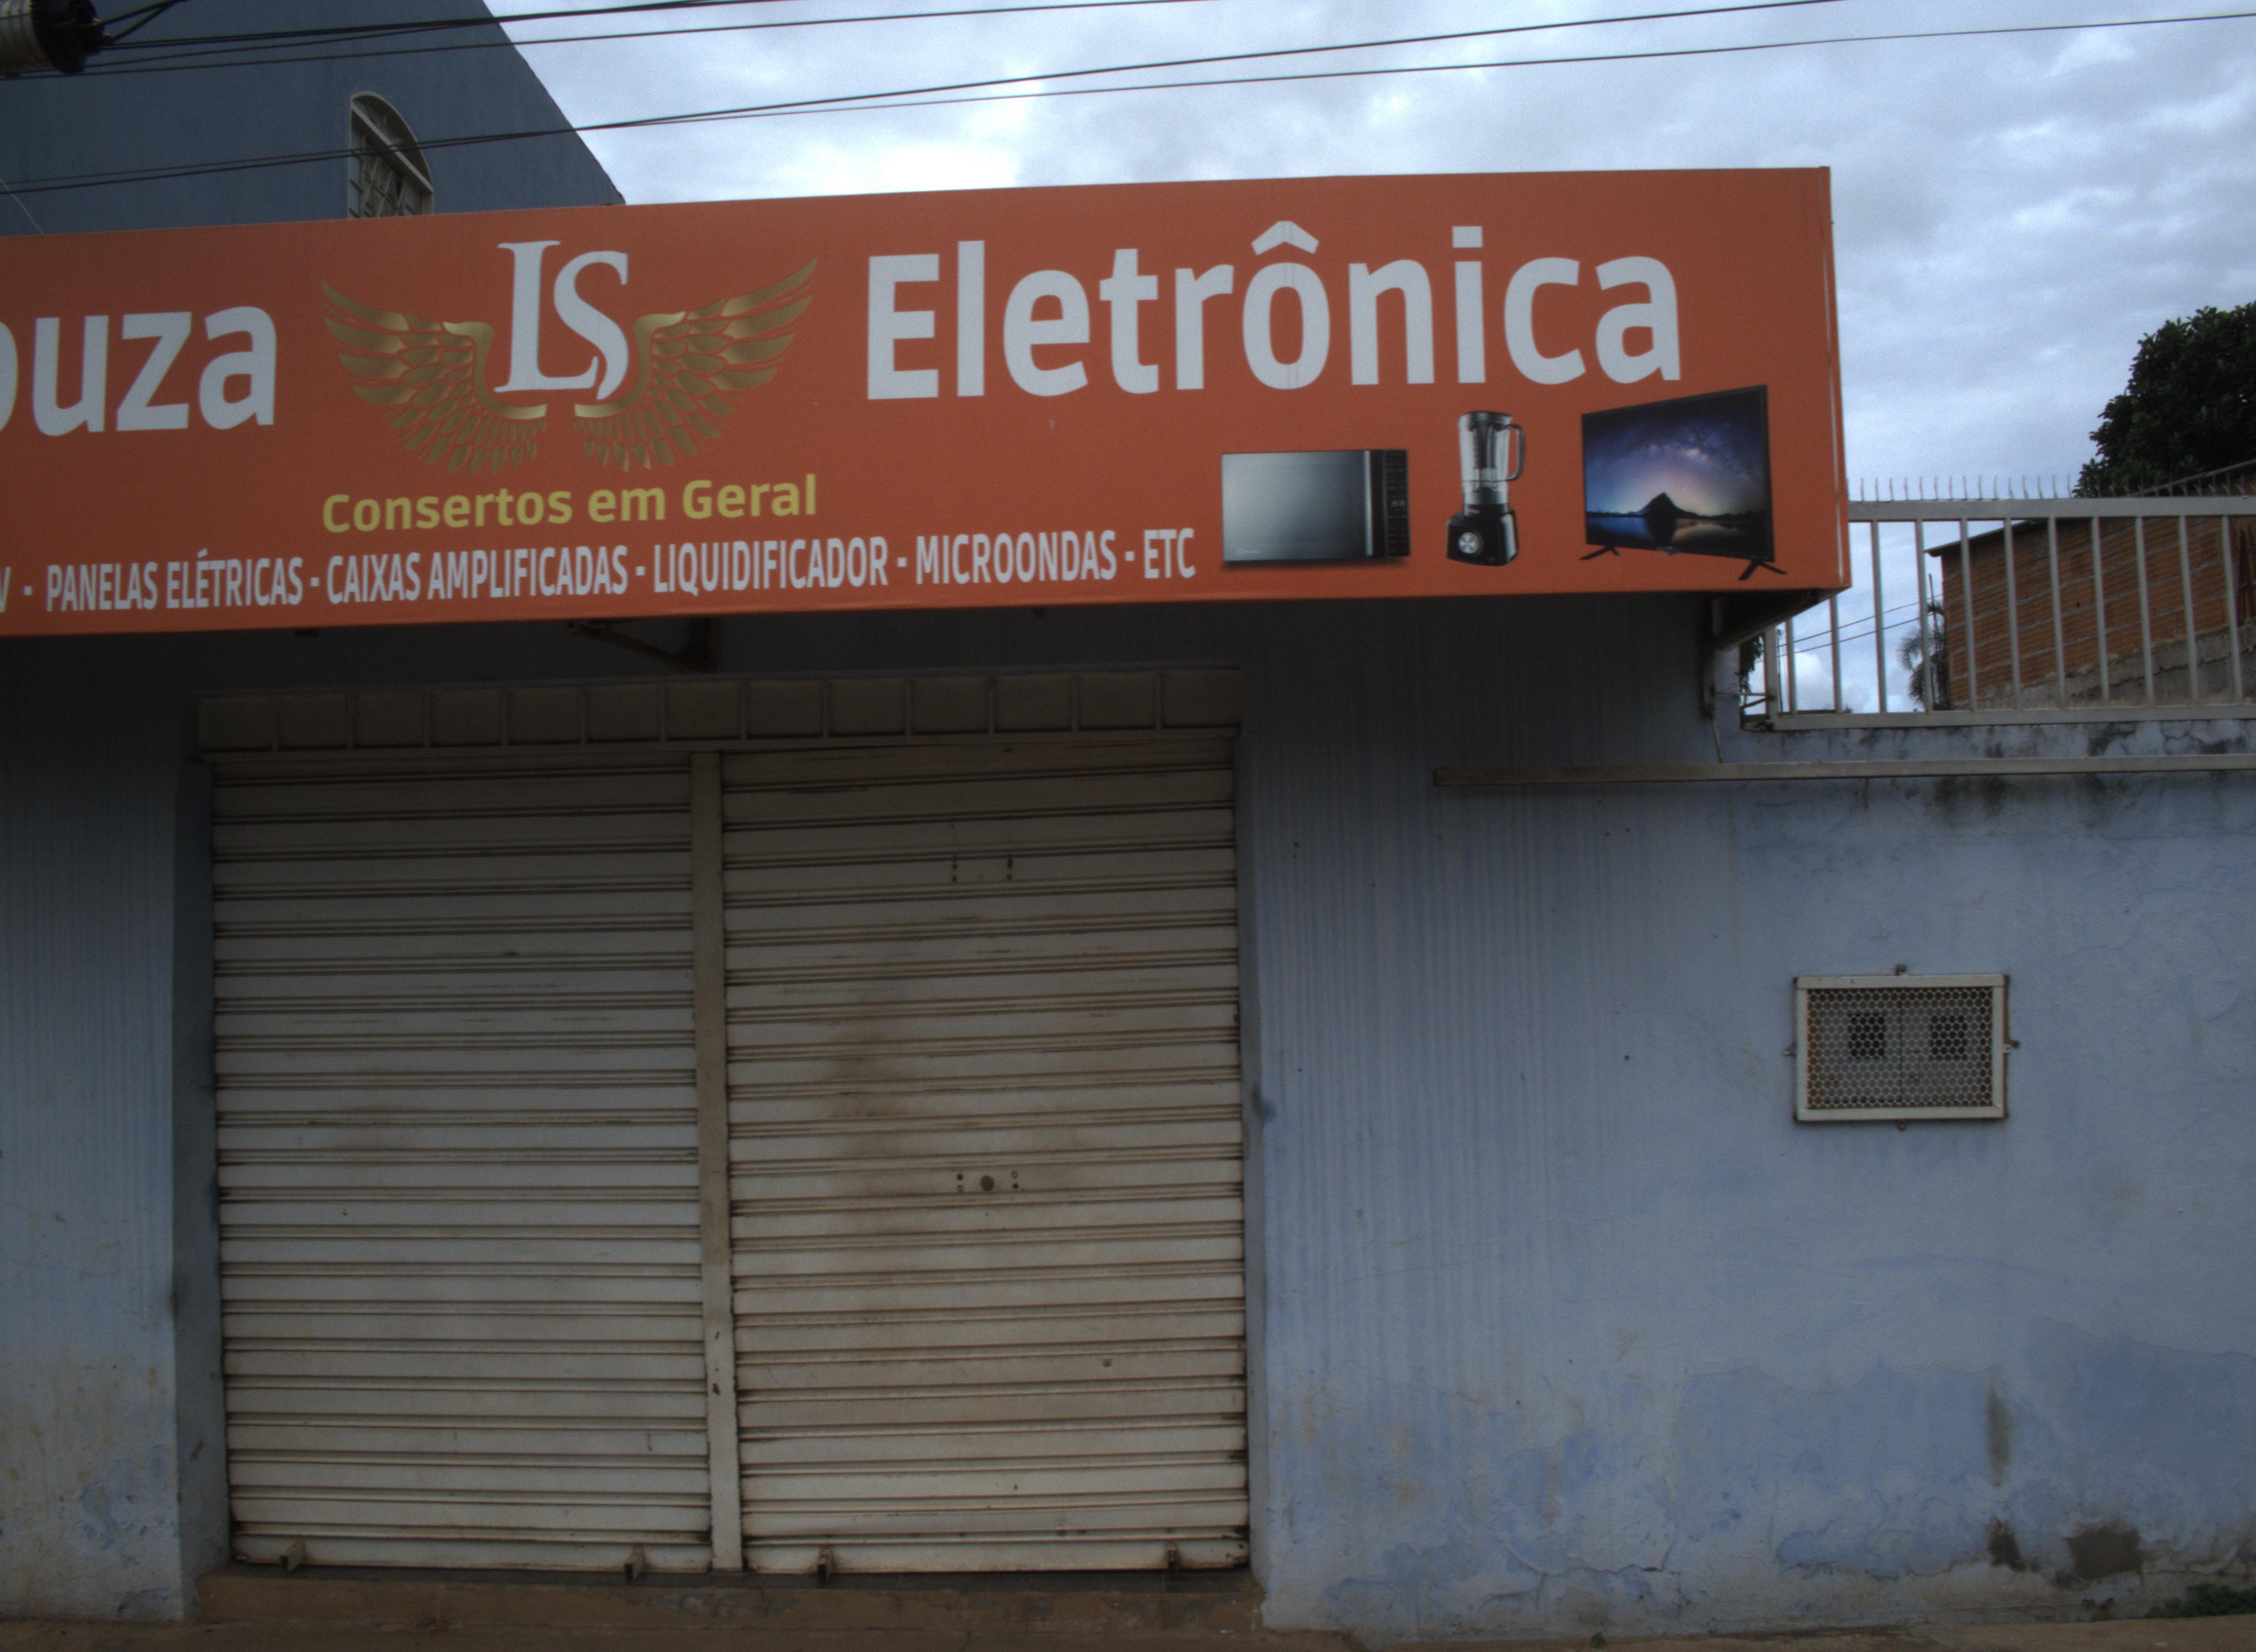 ouza LS Eletrônica
Consertos em Geral
V - PANELAS ELÉTRICAS - CAIXAS AMPLIFICADAS - LIQUIDIFICADOR - MICROONDAS - ETC